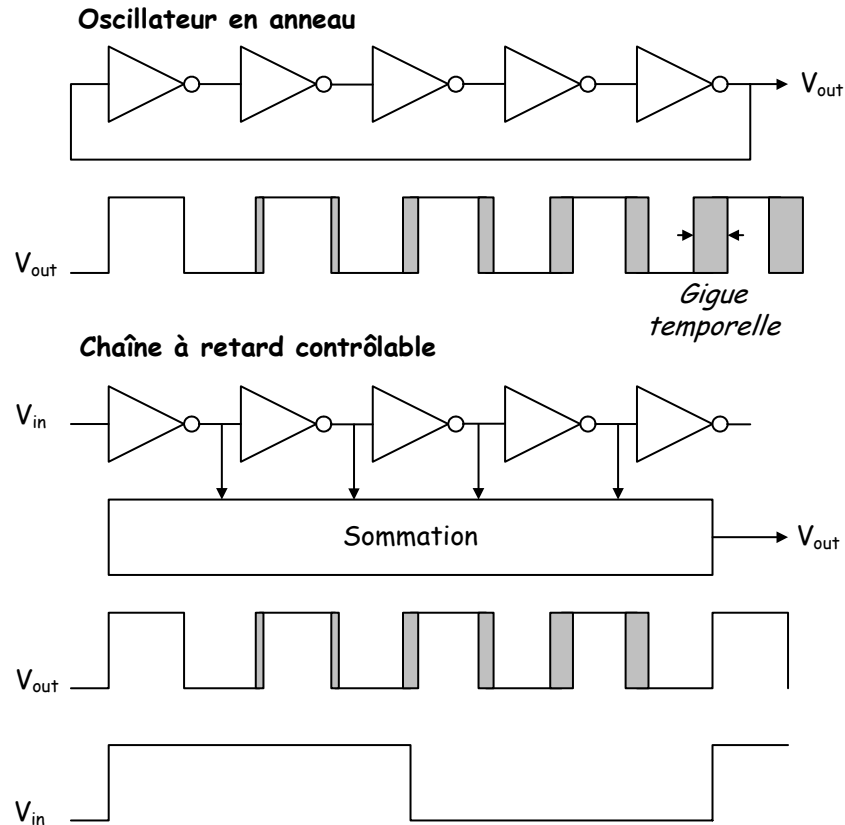 Oscillateur en anneau
Vout
Vout
Gigue
temporelle
Chaîne à retard contrôlable
Vin
Sommation
Vout
Vout
Vin